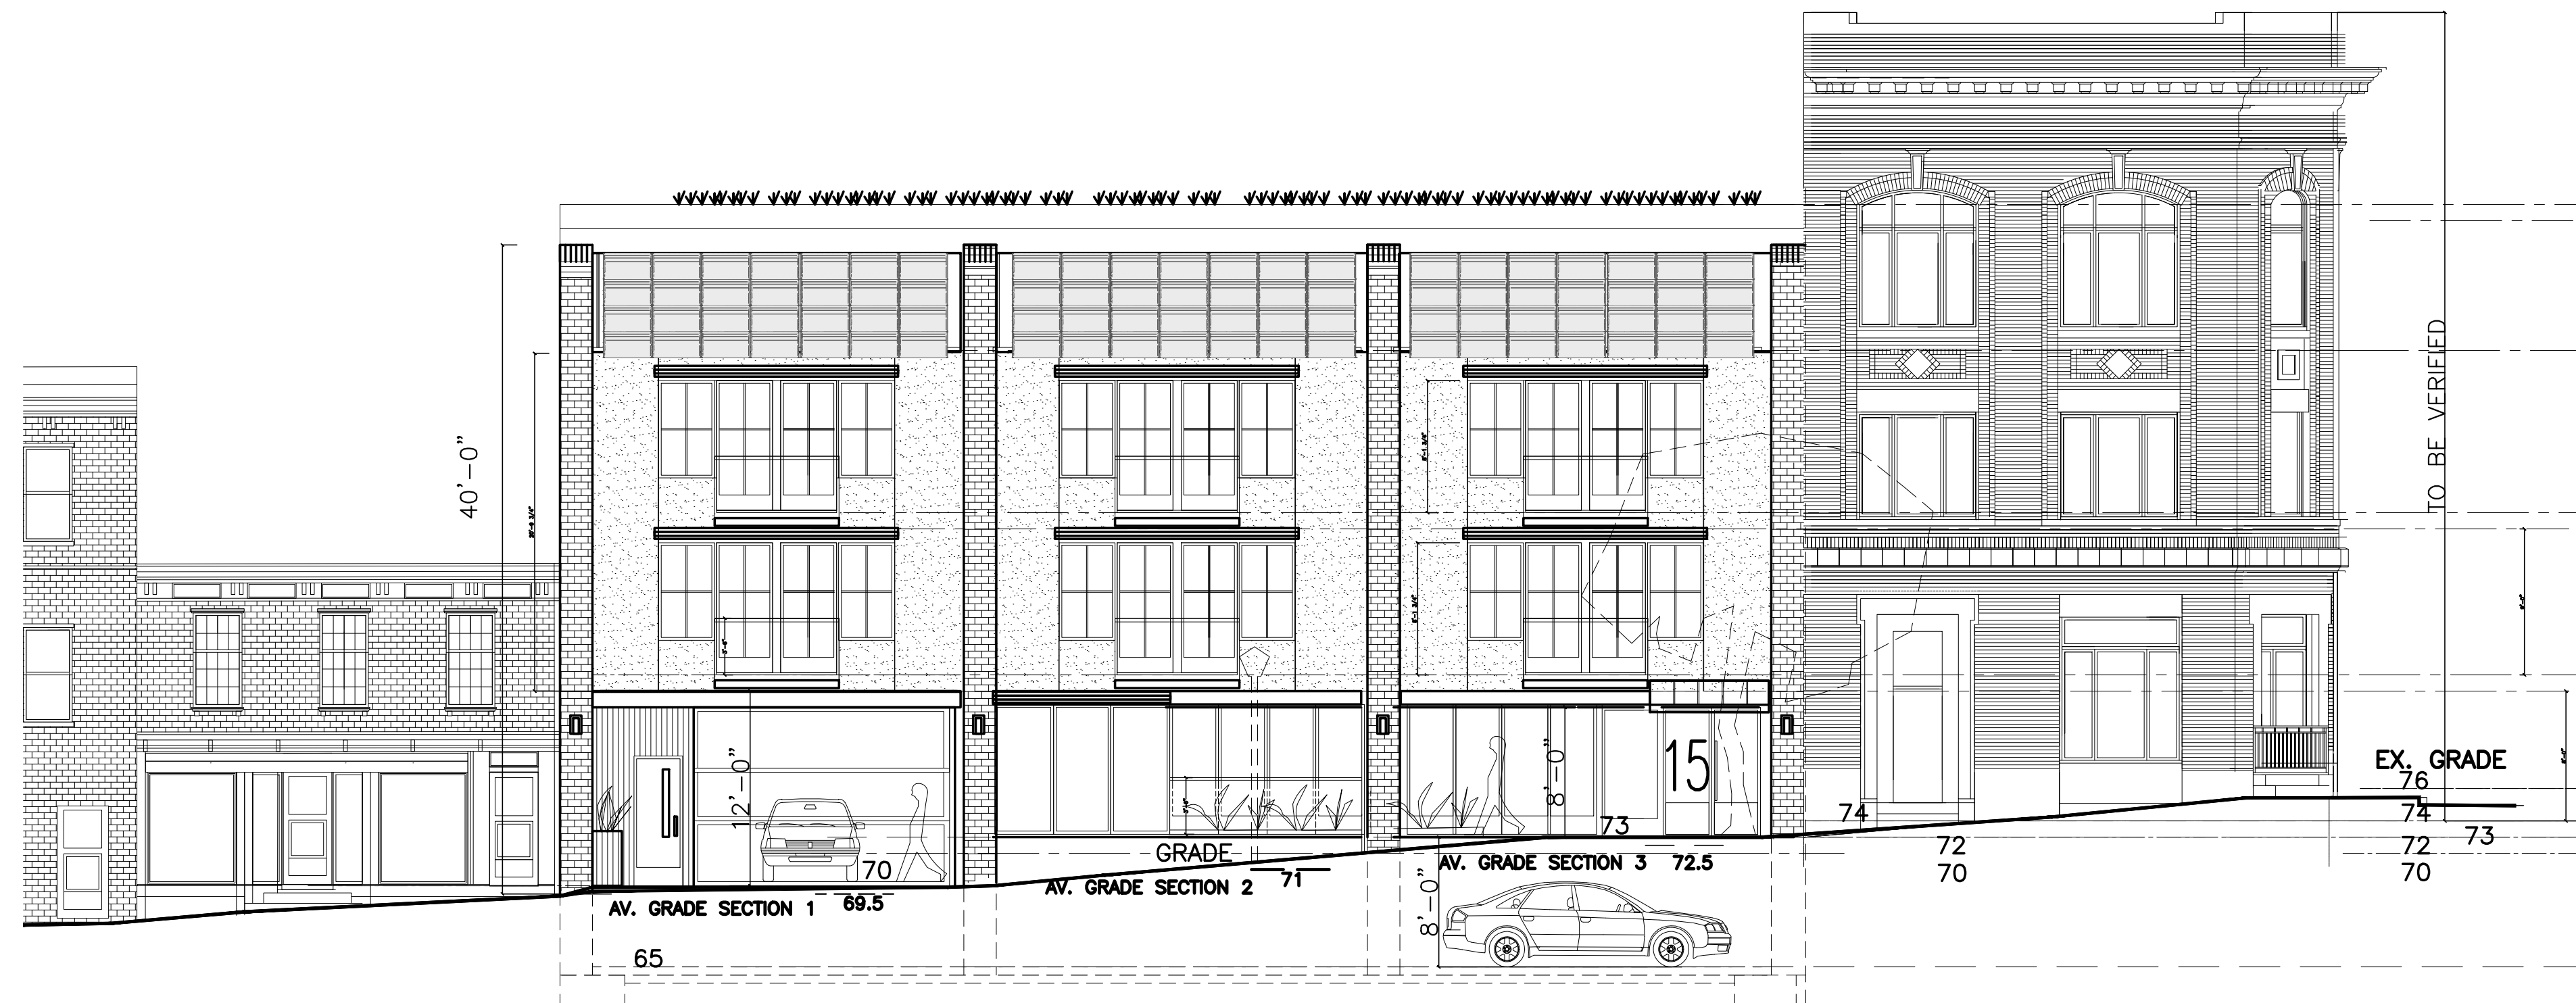 40'-0"
TO BE VERIFIED
12'-0"
8'-0"
15
EX. GRADE
76
74
73
72
70
74
72
70
73
GRADE
70
AV. GRADE SECTION 1 69.5
AV. GRADE SECTION 2 71
AV. GRADE SECTION 3 72.5
8'-0"
65